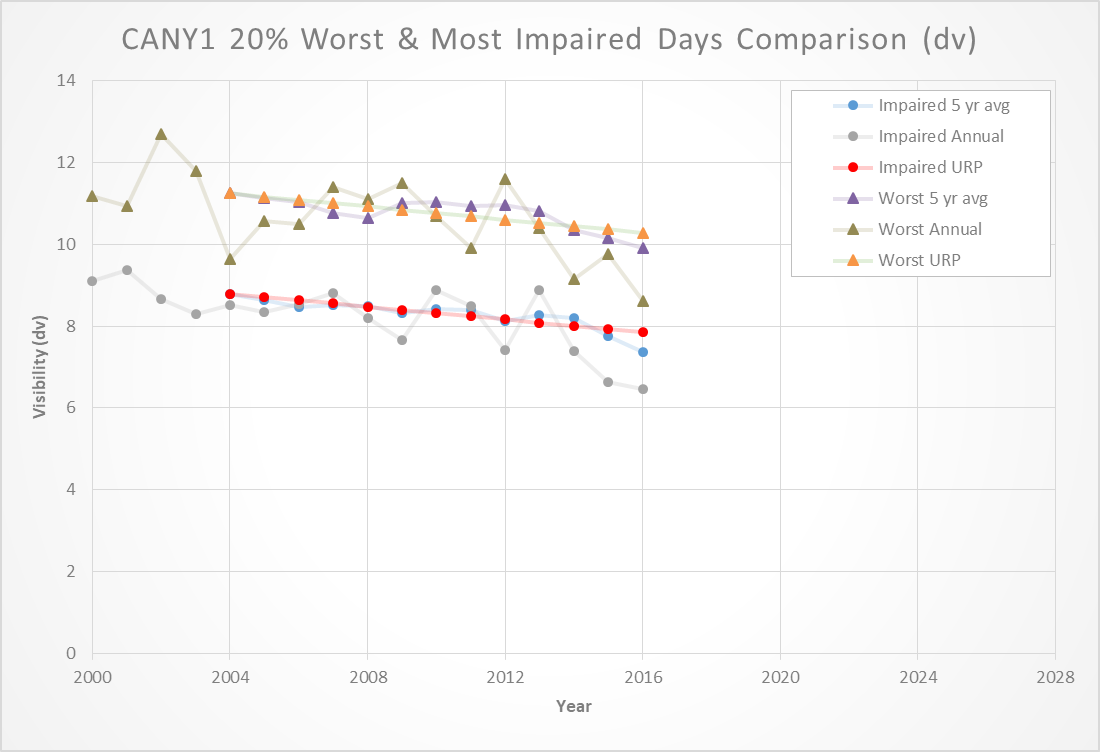 CANY1 20% Worst & Most Impaired Days Comparison (dv)
14
12
10
8
6
4
2
0
Visibility (dv)
Impaired 5 yr avg
Impaired Annual
Impaired URP
Worst 5 yr avg
Worst Annual
Worst URP
2000 2004 2008 2012 2016 2020 2024 2028
Year